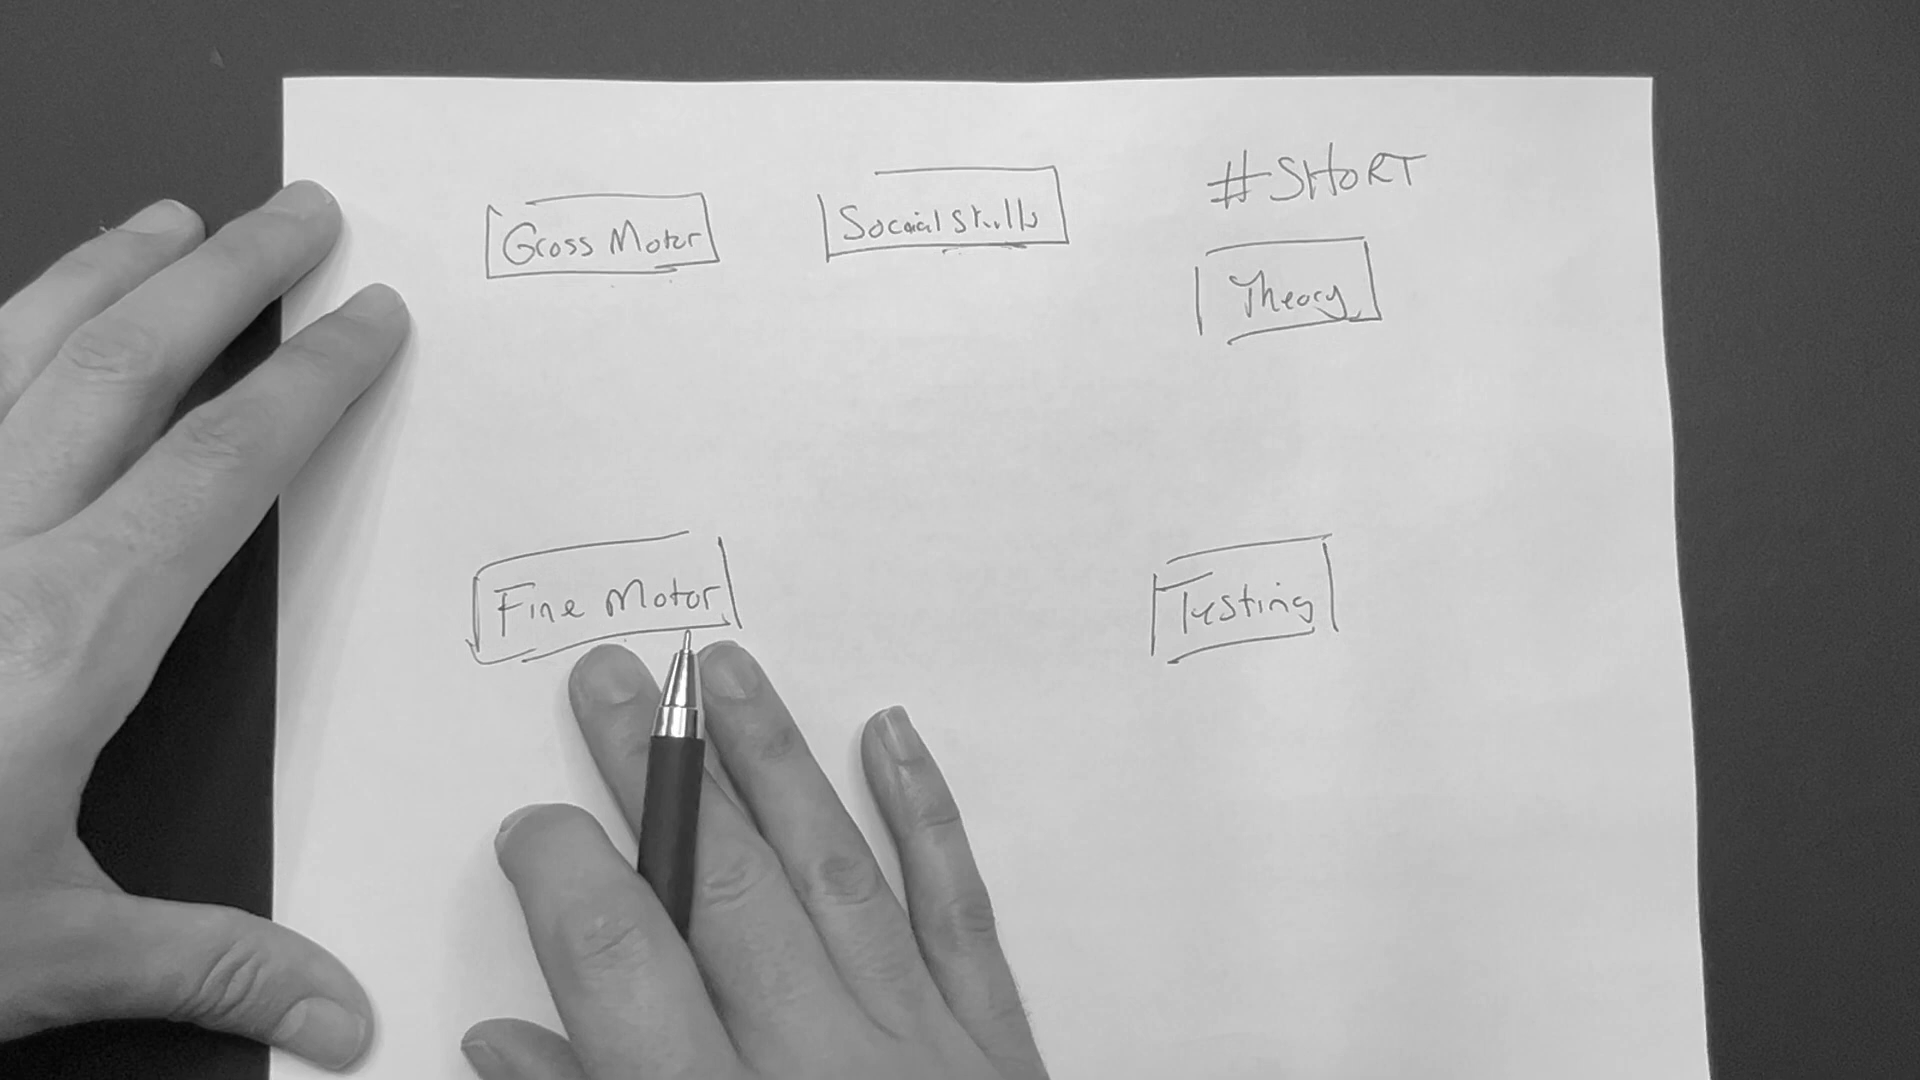 Gross Motor
Social skills
#SHORT
Theory
Fine Motor
Testing